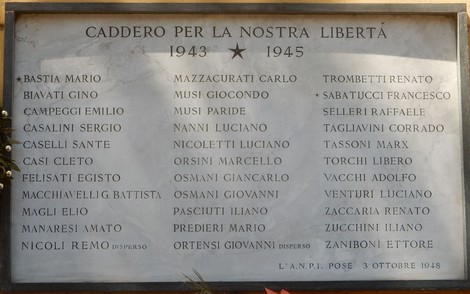 CADDERO PER LA NOSTRA LIBERTÀ
1943 ★ 1945
★BASTIA MARIO
BIAVATI GINO
CAMPEGGI EMILIO
CASALINI SERGIO
CASELLI SANTE
CASI CLETO
FELISATI EGISTO
MACCHIAVELLI G. BATTISTA
MAGLI ELIO
MANARESI AMATO
NICOLI REMO DISPERSO
MAZZACURATI CARLO
MUSI GIOCONDO
MUSI PARIDE
NANNI LUCIANO
NICOLETTI LUCIANO
ORSINI MARCELLO
OSMANI GIANCARLO
OSMANI GIOVANNI
PASCIUTI ILIANO
PREDIERI MARIO
ORTENSI GIOVANNI DISPERSO
TROMBETTI RENATO
★SABATUCCI FRANCESCO
SELLERI RAFFAELE
TAGLIAVINI CORRADO
TASSONI MARX
TORCHI LIBERO
VACCHI ADOLFO
VENTURI LUCIANO
ZACCARIA RENATO
ZUCCHINI ILIANO
ZANIBONI ETTORE
L'A.N.P.I. POSE 3 OTTOBRE 1948